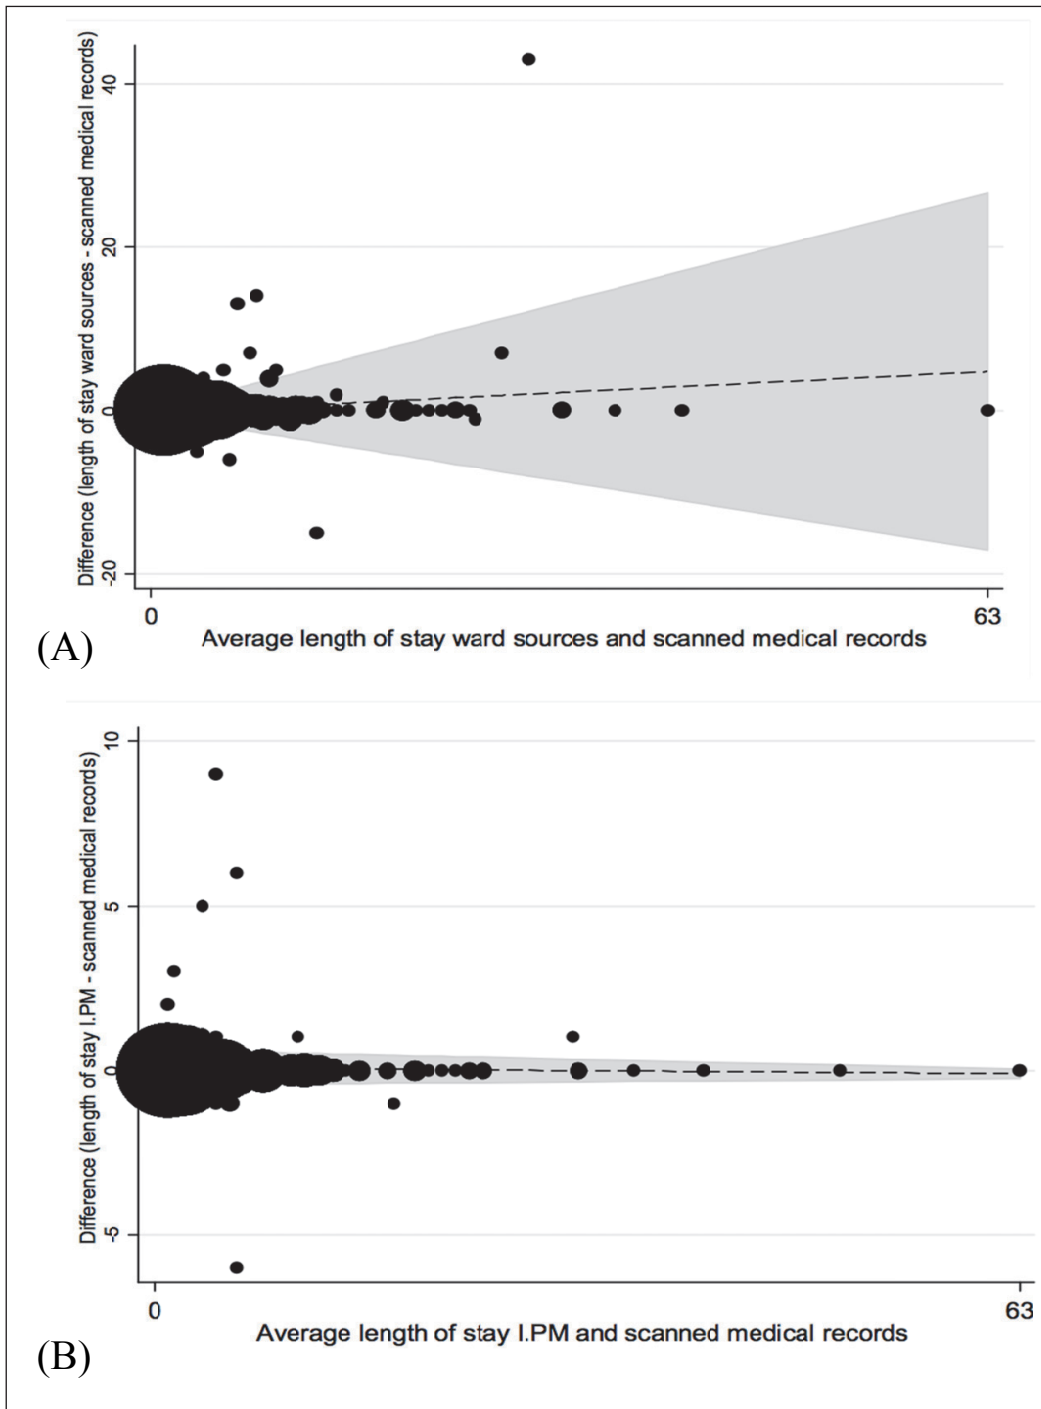 Difference (length of stay ward sources - scanned medical records)
40
20
0
-20
0
63
Average length of stay ward sources and scanned medical records
(A)
Difference (length of stay I.PM - scanned medical records)
10
5
0
-5
0
63
Average length of stay I.PM and scanned medical records
(B)